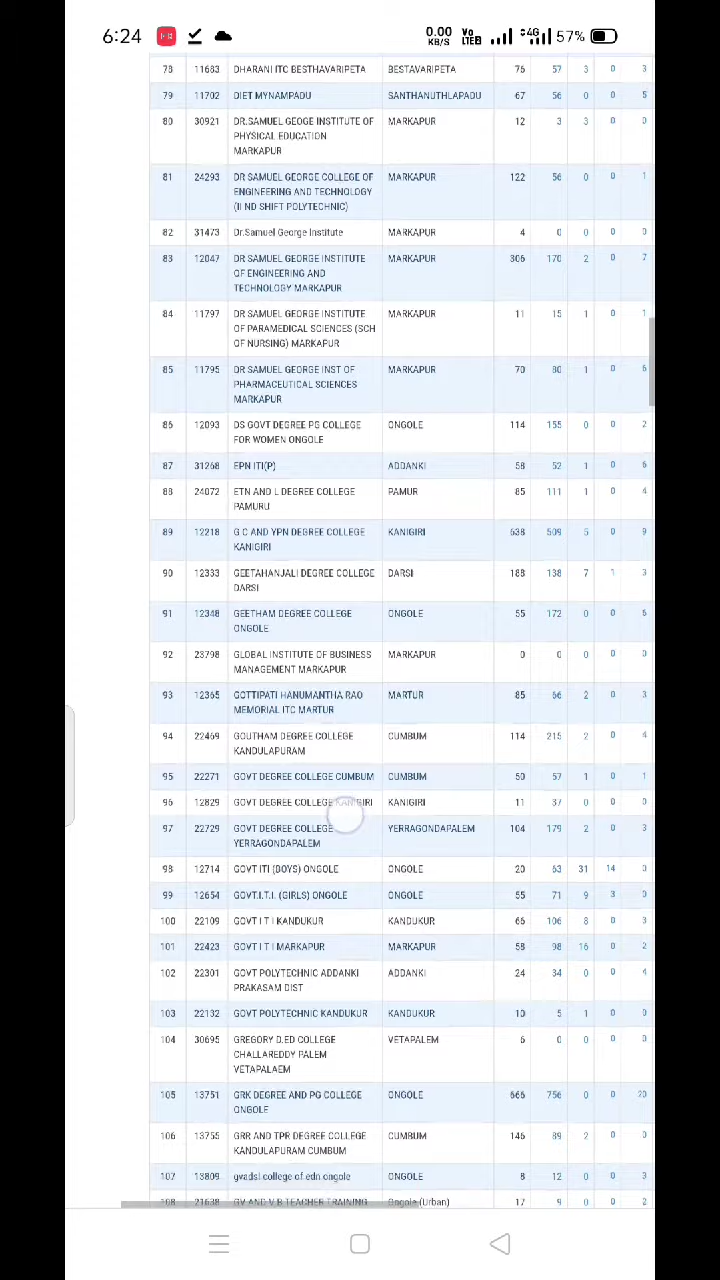 6:24 0.00 KB/S Vo LTE2 4G 57%
78 11683 DHARANI ITC BESTHAVARIPETA BESTAVARIPETA 76 57 3 0 3
79 11702 DIET MYNAMPADU SANTHANUTHLAPADU 67 56 0 0 5
80 30921 DR.SAMUEL GEOGE INSTITUTE OF MARKAPUR 12 3 3 0 0
PHYSICAL EDUCATION
MARKAPUR
81 24293 DR SAMUEL GEORGE COLLEGE OF MARKAPUR 122 56 0 0 1
ENGINEERING AND TECHNOLOGY
(II ND SHIFT POLYTECHNIC)
82 31473 Dr.Samuel George Institute MARKAPUR 4 0 0 0 0
83 12047 DR SAMUEL GEORGE INSTITUTE MARKAPUR 306 170 2 0 7
OF ENGINEERING AND
TECHNOLOGY MARKAPUR
84 11797 DR SAMUEL GEORGE INSTITUTE MARKAPUR 11 15 1 0 1
OF PARAMEDICAL SCIENCES (SCH
OF NURSING) MARKAPUR
85 11795 DR SAMUEL GEORGE INST OF MARKAPUR 70 80 1 0 6
PHARMACEUTICAL SCIENCES
MARKAPUR
86 12093 DS GOVT DEGREE PG COLLEGE ONGOLE 114 155 0 0 2
FOR WOMEN ONGOLE
87 31268 EPN ITI(P) ADDANKI 58 52 1 0 6
88 24072 ETN AND L DEGREE COLLEGE PAMUR 85 111 1 0 4
PAMURU
89 12218 G C AND YPN DEGREE COLLEGE KANIGIRI 638 509 5 0 9
KANIGIRI
90 12333 GEETAHANJALI DEGREE COLLEGE DARSI 188 138 7 1 3
DARSI
91 12348 GEETHAM DEGREE COLLEGE ONGOLE 55 172 0 0 6
ONGOLE
92 23798 GLOBAL INSTITUTE OF BUSINESS MARKAPUR 0 0 0 0 0
MANAGEMENT MARKAPUR
93 12365 GOTTIPATI HANUMANTHA RAO MARTUR 85 66 2 0 3
MEMORIAL ITC MARTUR
94 22469 GOUTHAM DEGREE COLLEGE CUMBUM 114 215 2 0 4
KANDULAPURAM
95 22271 GOVT DEGREE COLLEGE CUMBUM CUMBUM 50 57 1 0 1
96 12829 GOVT DEGREE COLLEGE KANIGIRI KANIGIRI 11 37 0 0 0
97 22729 GOVT DEGREE COLLEGE YERRAGONDAPALEM 104 179 2 0 3
YERRAGONDAPALEM
98 12714 GOVT ITI (BOYS) ONGOLE ONGOLE 20 63 31 14 0
99 12654 GOVT.I.T.I. (GIRLS) ONGOLE ONGOLE 55 71 9 3 0
100 22109 GOVT I T I KANDUKUR KANDUKUR 66 106 8 0 3
101 22423 GOVT I T I MARKAPUR MARKAPUR 58 98 16 0 2
102 22301 GOVT POLYTECHNIC ADDANKI ADDANKI 24 34 0 0 4
PRAKASAM DIST
103 22132 GOVT POLYTECHNIC KANDUKUR KANDUKUR 10 5 1 0 0
104 30695 GREGORY D.ED COLLEGE VETAPALEM 6 0 0 0 0
CHALLAREDDY PALEM
VETAPALAEM
105 13751 GRK DEGREE AND PG COLLEGE ONGOLE 666 756 0 0 20
ONGOLE
106 13755 GRR AND TPR DEGREE COLLEGE CUMBUM 146 89 2 0 0
KANDULAPURAM CUMBUM
107 13809 gvadsl college of edn ongole ONGOLE 8 12 0 0 3
108 21638 GV AND V B TEACHER TRAINING Ongole (Urban) 17 9 0 0 2